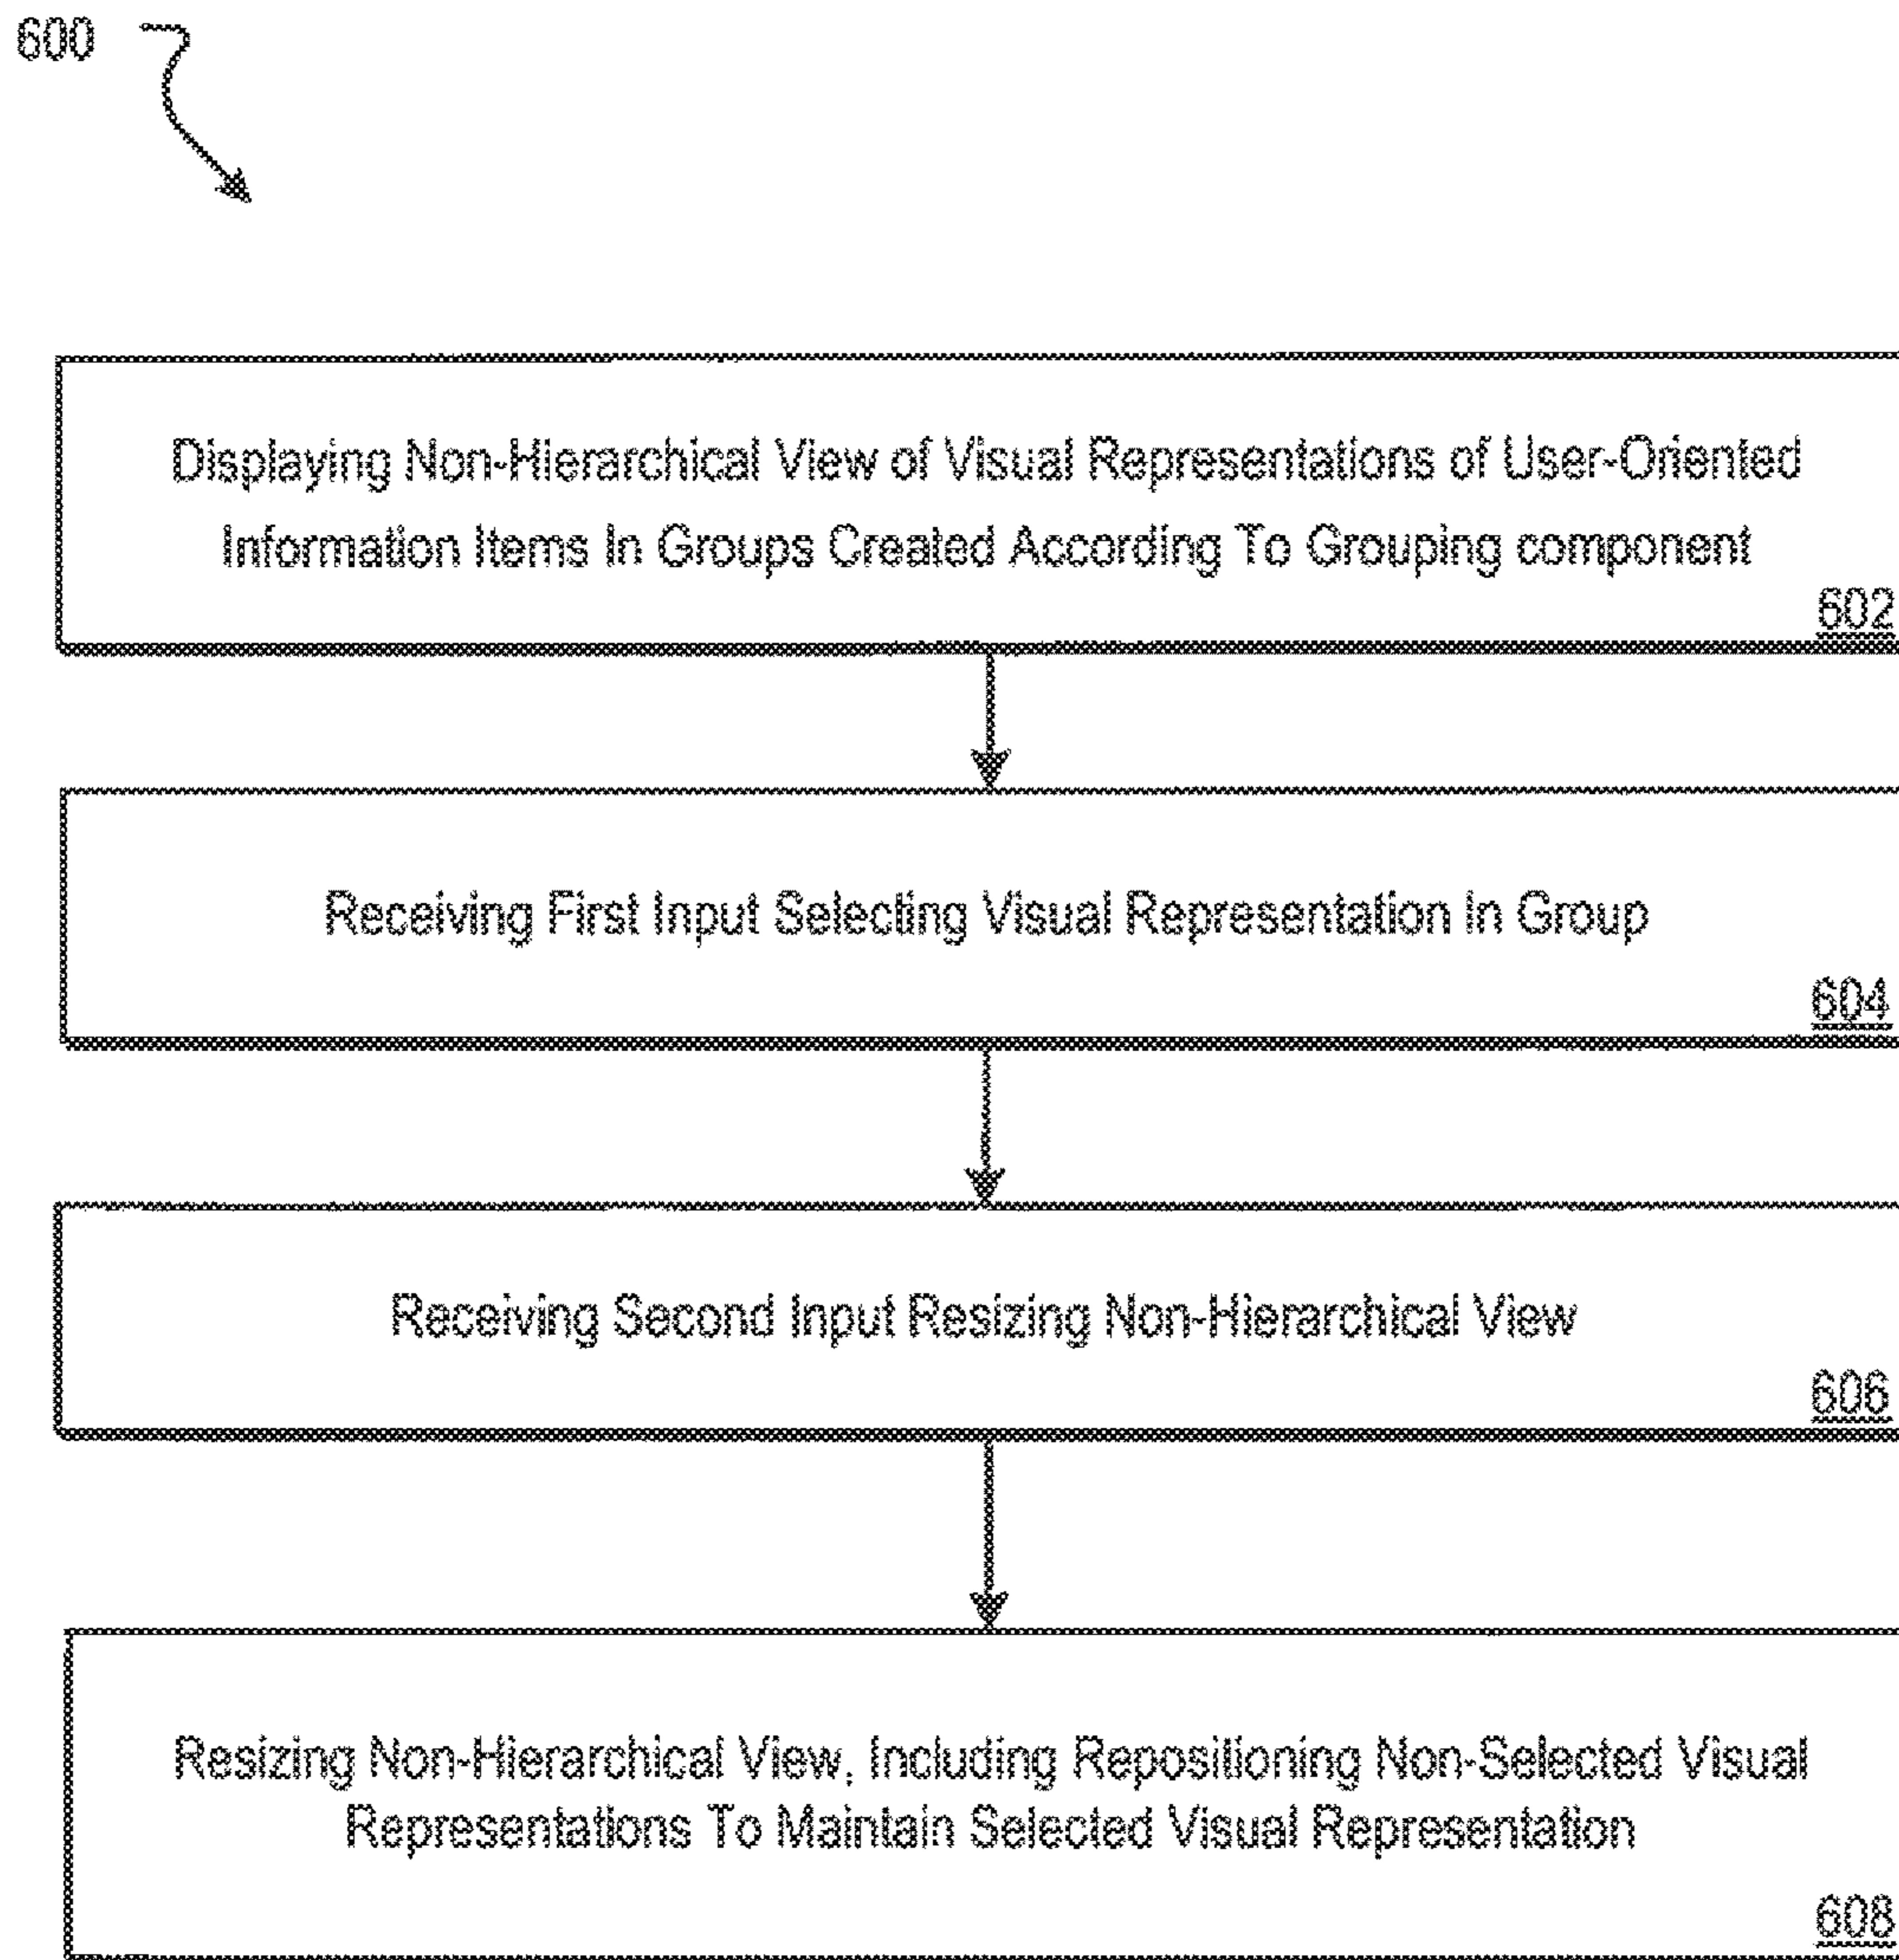 600
Displaying Non-Hierarchical View of Visual Representations of User-Oriented
Information Items In Groups Created According To Grouping component
602
Receiving First Input Selecting Visual Representation In Group
604
Receiving Second Input Resizing Non-Hierarchical View
606
Resizing Non-Hierarchical View, Including Repositioning Non-Selected Visual
Representations To Maintain Selected Visual Representation
608